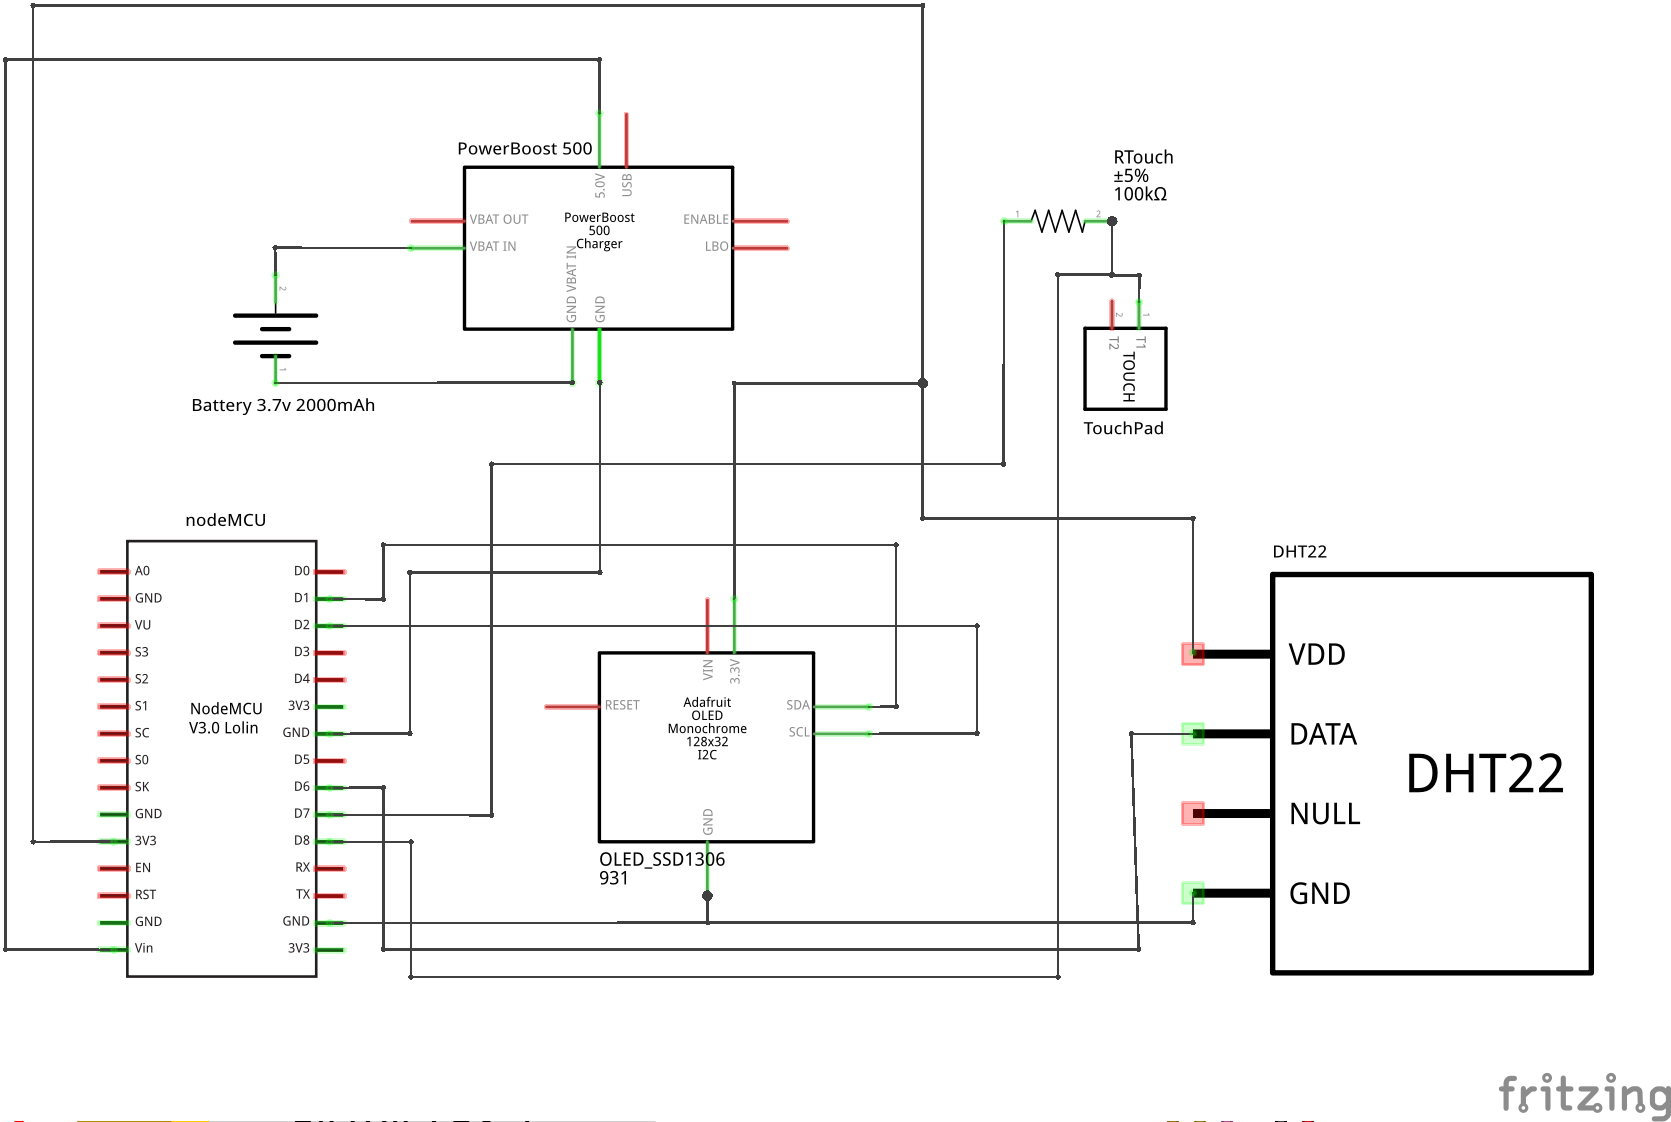 PowerBoost 500
5.0V
USB
VBAT OUT
VBAT IN
PowerBoost
500
Charger
ENABLE
LBO
GND VBAT IN
GND
2
1
Battery 3.7v 2000mAh
RTouch
±5%
100kΩ
1
2
2
1
T2
T1
TOUCH
TouchPad
nodeMCU
A0
GND
VU
S3
S2
S1
SC
S0
SK
GND
3V3
EN
RST
GND
Vin
NodeMCU
V3.0 Lolin
D0
D1
D2
D3
D4
3V3
GND
D5
D6
D7
D8
RX
TX
GND
3V3
VIN
3.3V
RESET
Adafruit
OLED
Monochrome
128x32
I2C
SDA
SCL
GND
OLED_SSD1306
931
DHT22
VDD
DATA
NULL
GND
DHT22
fritzing